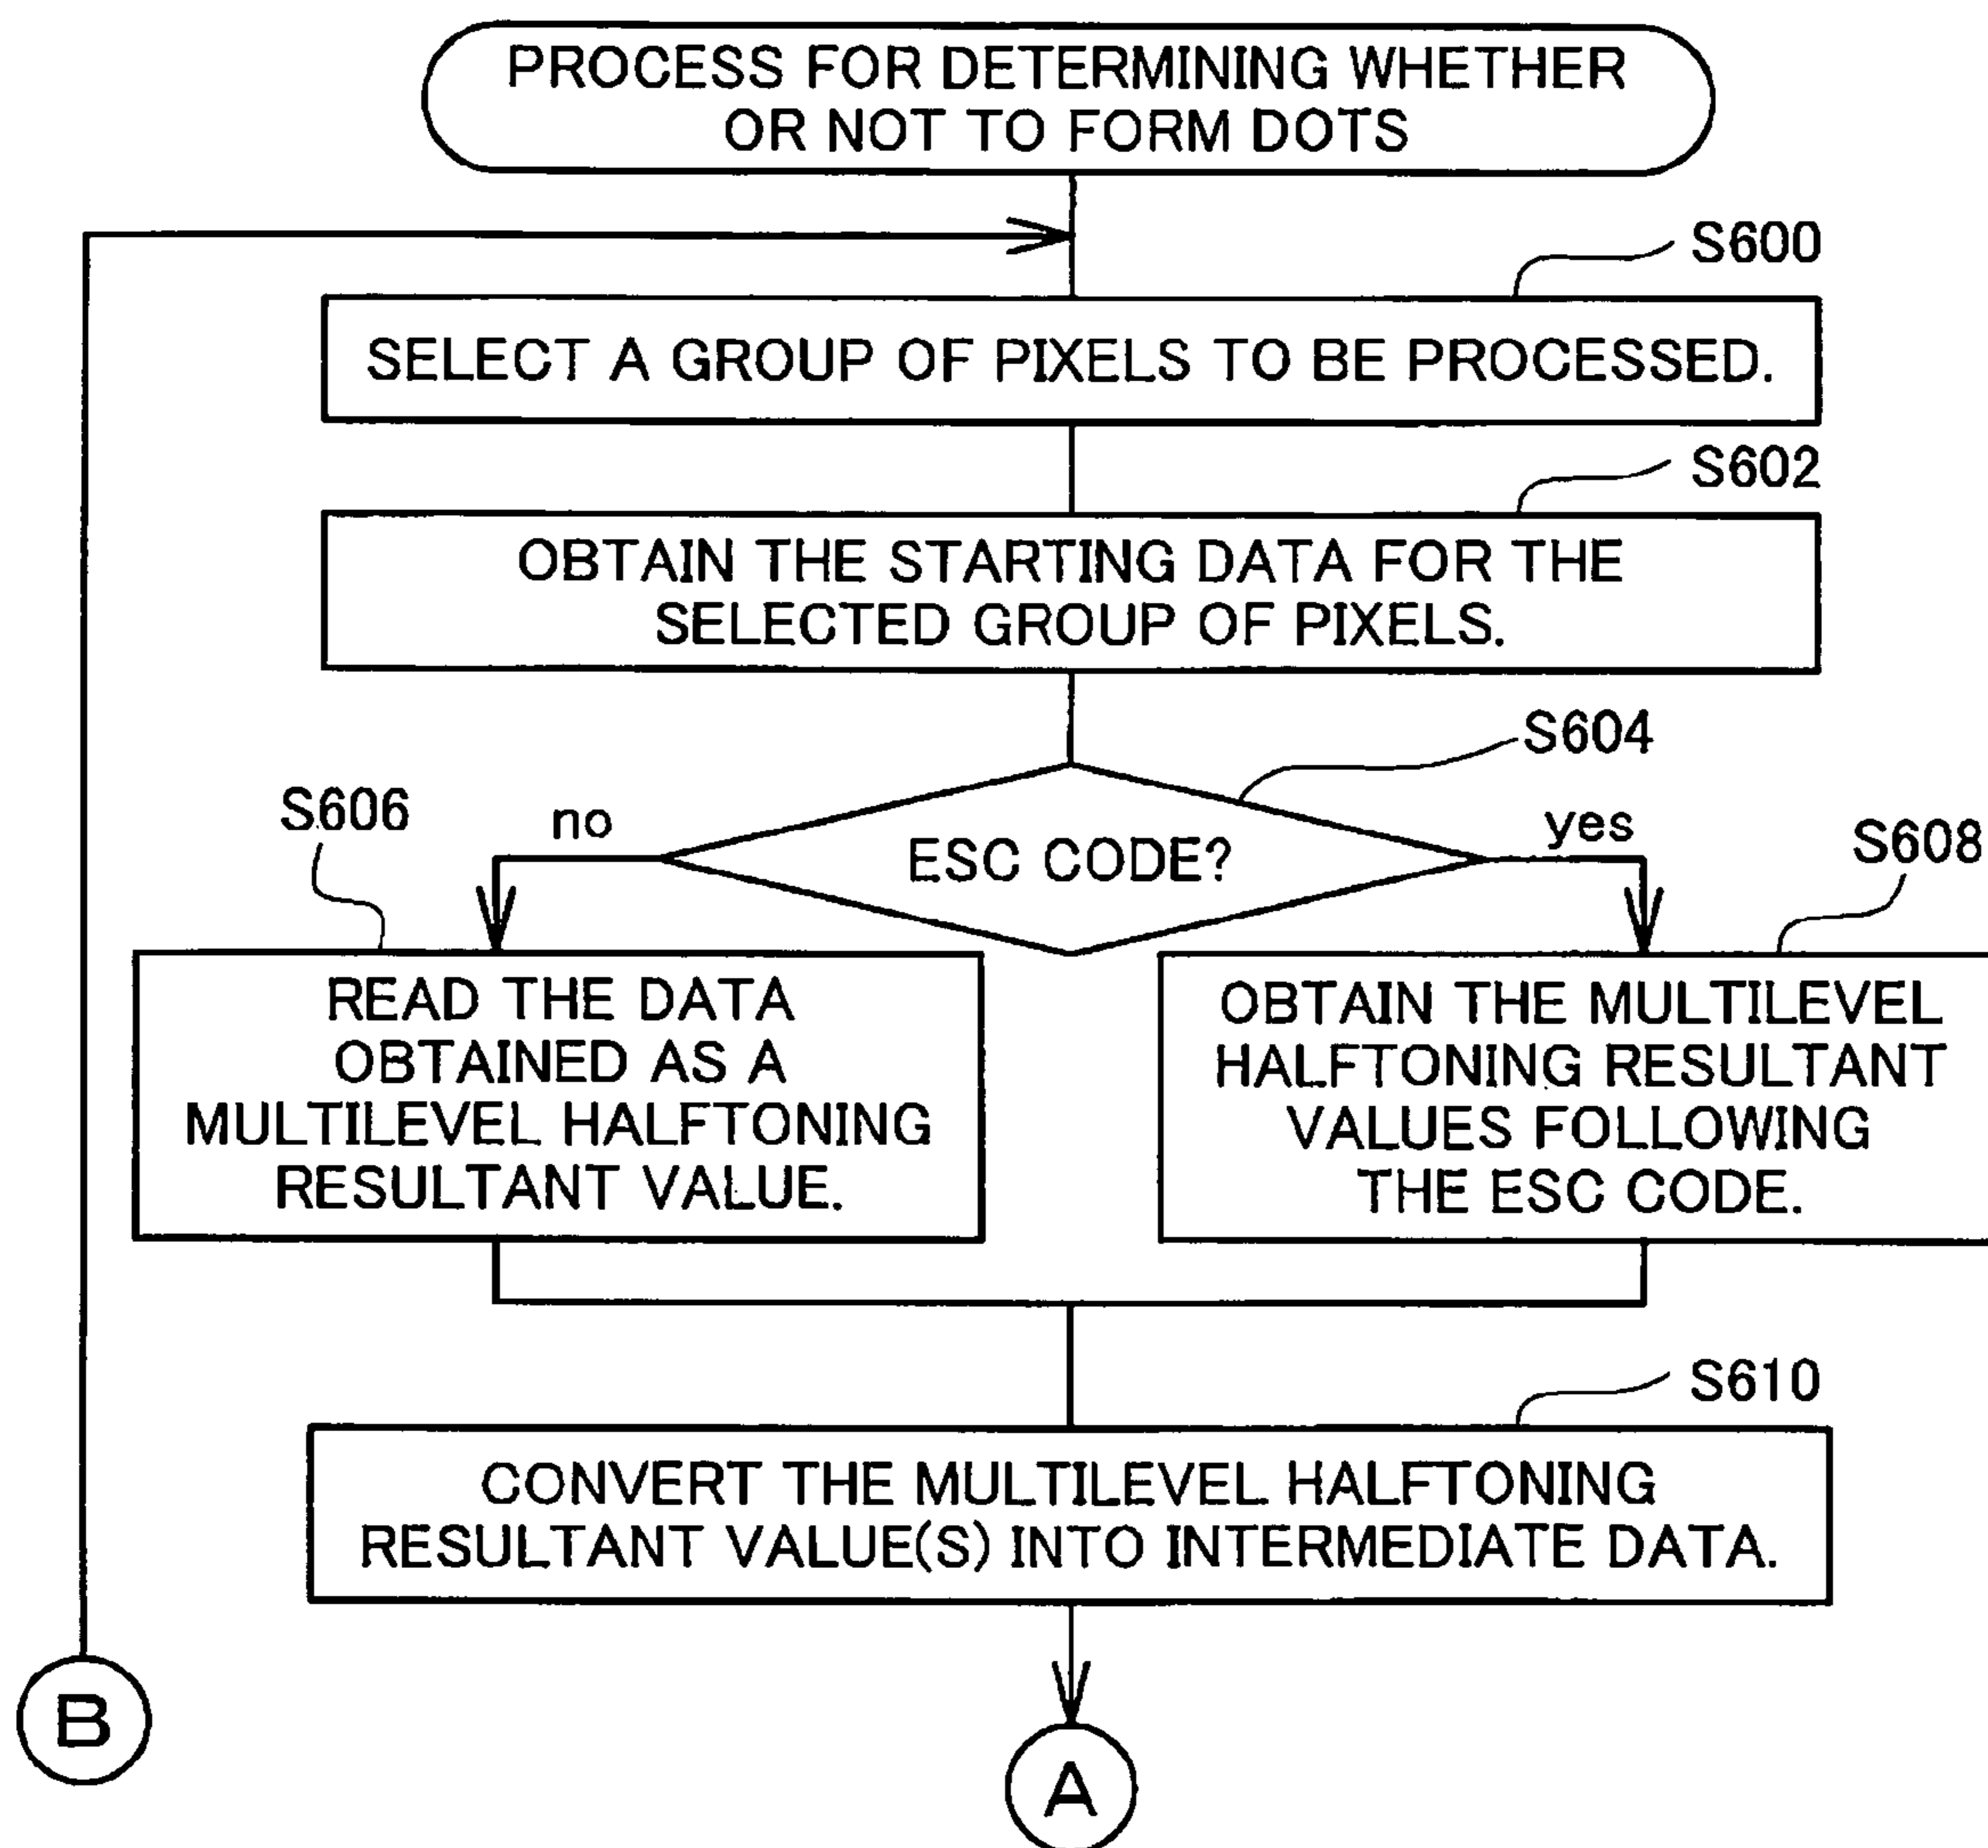 PROCESS FOR DETERMINING WHETHER
OR NOT TO FORM DOTS
S600
SELECT A GROUP OF PIXELS TO BE PROCESSED.
S602
OBTAIN THE STARTING DATA FOR THE
SELECTED GROUP OF PIXELS.
S604
ESC CODE?
no
yes
S606
READ THE DATA
OBTAINED AS A
MULTILEVEL HALFTONING
RESULTANT VALUE.
S608
OBTAIN THE MULTILEVEL
HALFTONING RESULTANT
VALUES FOLLOWING
THE ESC CODE.
S610
CONVERT THE MULTILEVEL HALFTONING
RESULTANT VALUE(S) INTO INTERMEDIATE DATA.
B
A